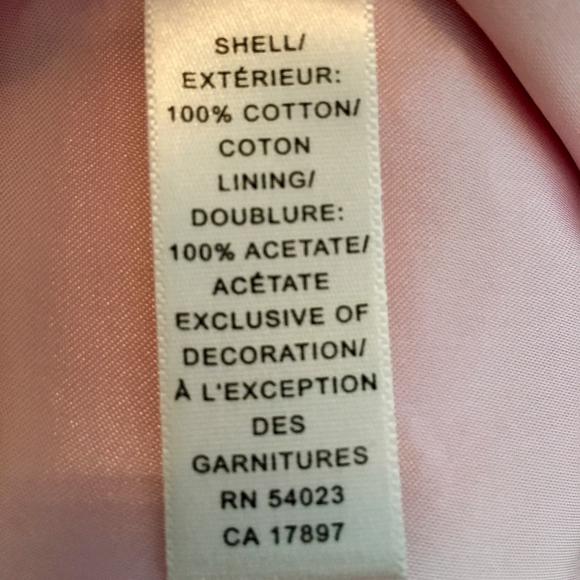 SHELL/
EXTÉRIEUR:
100% COTTON/
COTON
LINING/
DOUBLURE:
100% ACETATE/
ACÉTATE
EXCLUSIVE OF
DECORATION/
À L'EXCEPTION
DES
GARNITURES
RN 54023
CA 17897